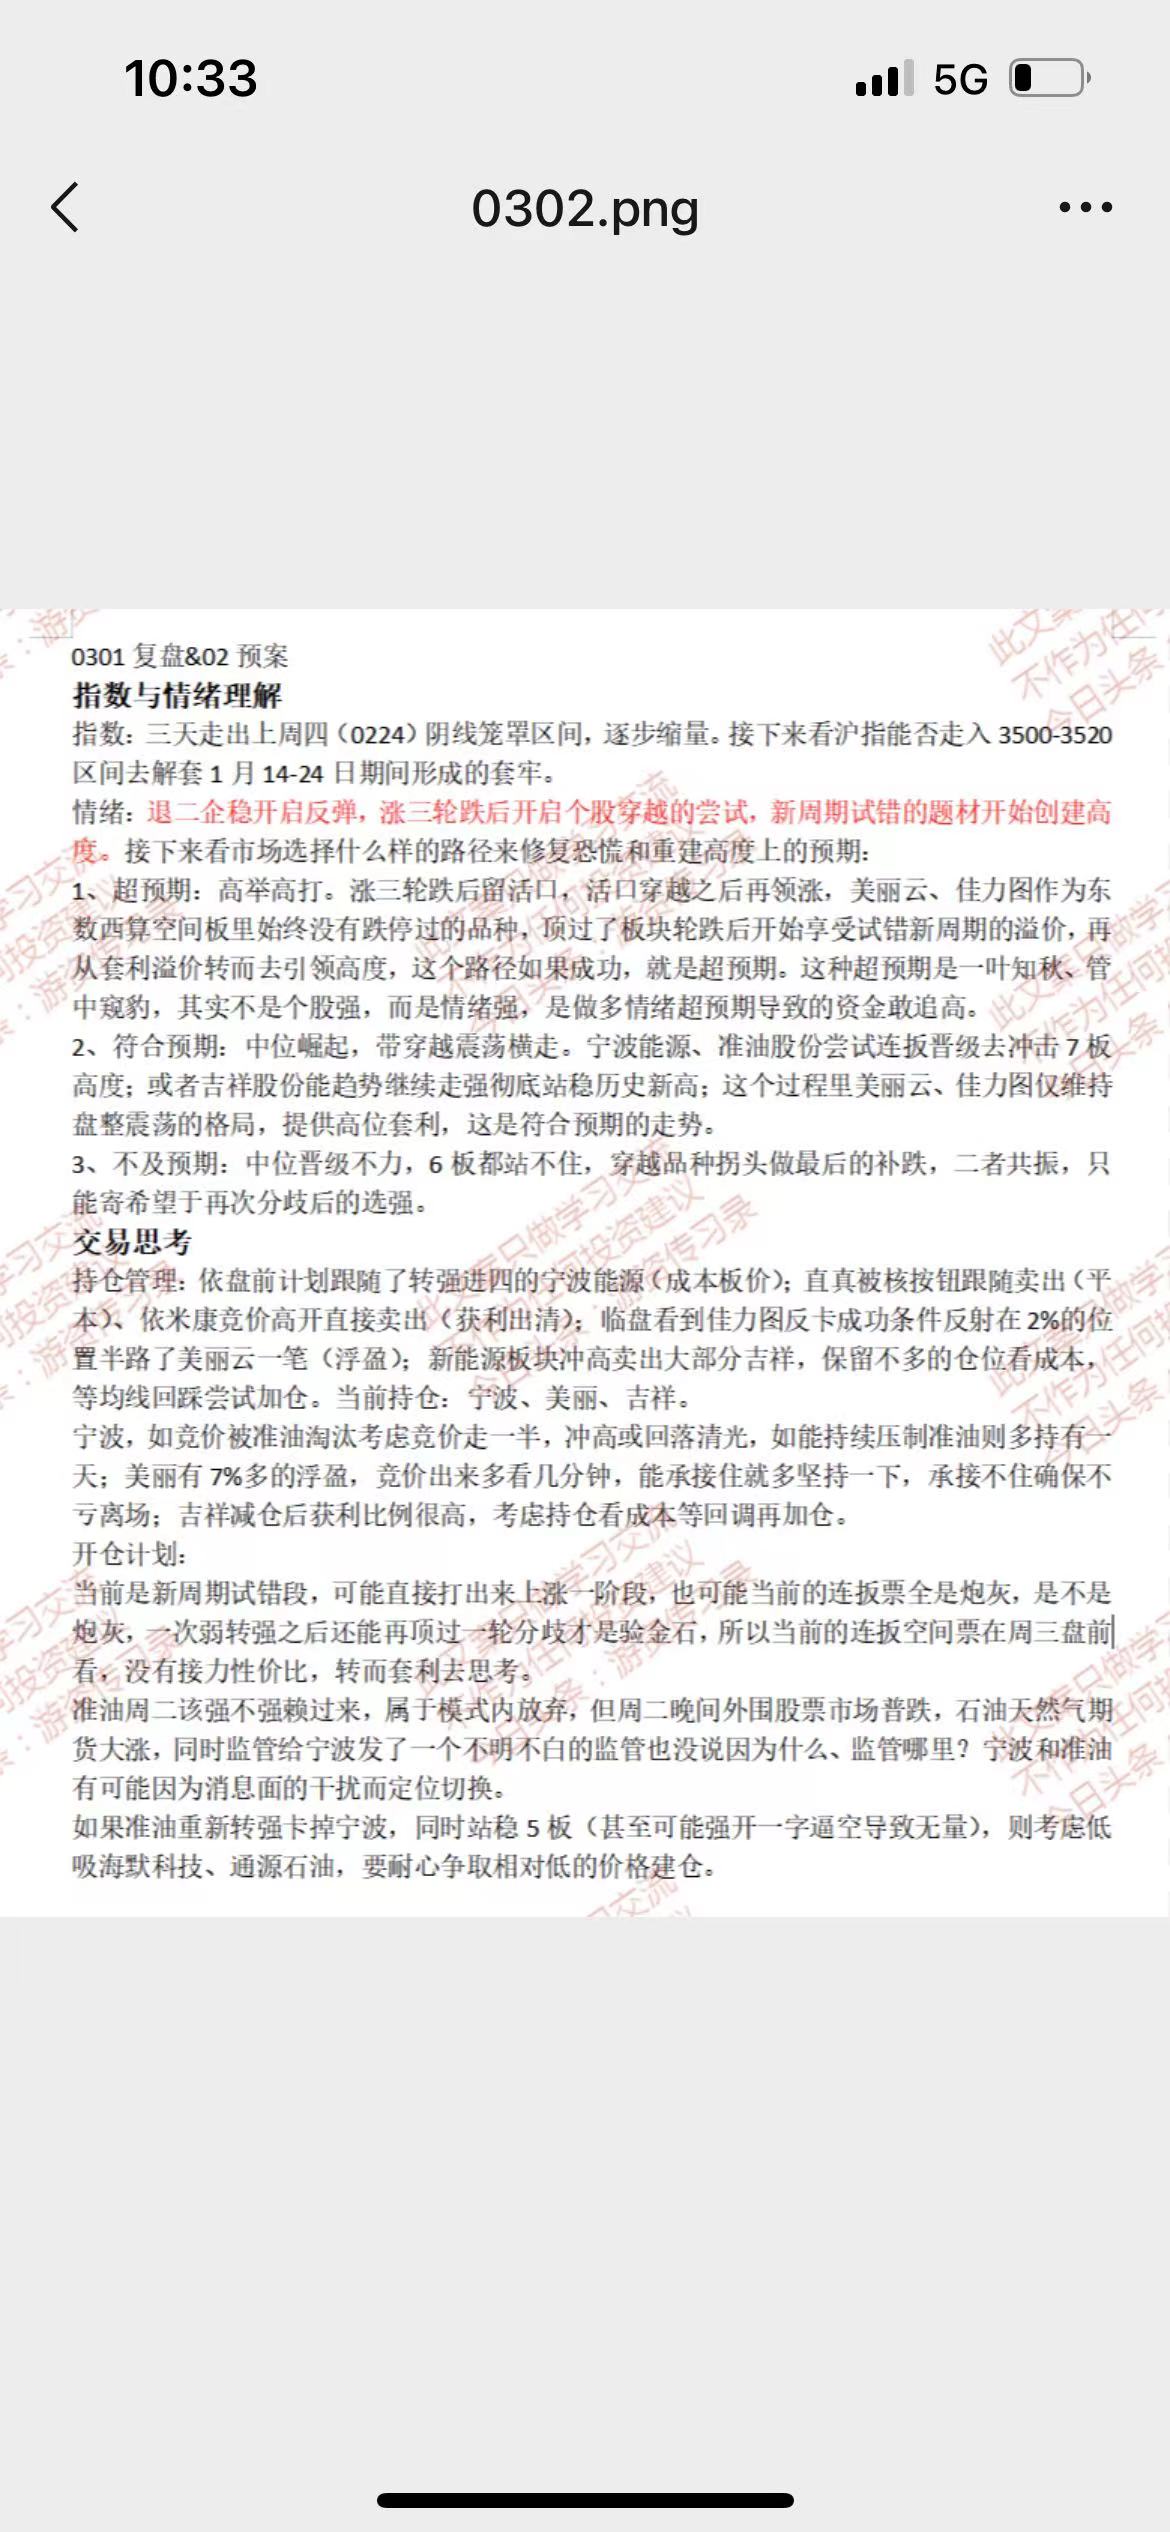 10:33
5G
0302.png
0301 复盘&02 预案
指数与情绪理解
指数：三天走出上周四（0224）阴线笼罩区间，逐步缩量。接下来看沪指能否走入 3500-3520
区间去解套 1 月 14-24 日期间形成的套牢。
情绪：退二企稳开启反弹，涨三轮跌后开启个股穿越的尝试，新周期试错的题材开始创建高
度。接下来看市场选择什么样的路径来修复恐慌和重建高度上的预期：
1、超预期：高举高打。涨三轮跌后留活口，活口穿越之后再领涨，美丽云、佳力图作为东
数西算空间板里始终没有跌停过的品种，顶过了板块轮跌后开始享受试错新周期的溢价，再
从套利溢价转而去引领高度，这个路径如果成功，就是超预期。这种超预期是一叶知秋、管
中窥豹，其实不是个股强，而是情绪强，是做多情绪超预期导致的资金敢追高。
2、符合预期：中位崛起，带穿越震荡横走。宁波能源、准油股份尝试连扳晋级去冲击 7 板
高度；或者吉祥股份能趋势继续走强彻底站稳历史新高；这个过程里美丽云、佳力图仅维持
盘整震荡的格局，提供高位套利，这是符合预期的走势。
3、不及预期：中位晋级不力，6 板都站不住，穿越品种拐头做最后的补跌，二者共振，只
能寄希望于再次分歧后的选强。
交易思考
持仓管理：依盘前计划跟随了转强进四的宁波能源（成本板价）；直真被核按钮跟随卖出（平
本）、依米康竞价高开直接卖出（获利出清）；临盘看到佳力图反卡成功条件反射在 2%的位
置半路了美丽云一笔（浮盈）；新能源板块冲高卖出大部分吉祥，保留不多的仓位看成本，
等均线回踩尝试加仓。当前持仓：宁波、美丽、吉祥。
宁波，如竞价被准油淘汰考虑竞价走一半，冲高或回落清光，如能持续压制准油则多持有一
天；美丽有 7%多的浮盈，竞价出来多看几分钟，能承接住就多坚持一下，承接不住确保不
亏离场；吉祥减仓后获利比例很高，考虑持仓看成本等回调再加仓。
开仓计划：
当前是新周期试错段，可能直接打出来上涨一阶段，也可能当前的连扳票全是炮灰，是不是
炮灰，一次弱转强之后还能再顶过一轮分歧才是验金石，所以当前的连扳空间票在周三盘前
看，没有接力性价比，转而套利去思考。
准油周二该强不强赖过来，属于模式内放弃，但周二晚间外围股票市场普跌，石油天然气期
货大涨，同时监管给宁波发了一个不明不白的监管也没说因为什么、监管哪里？宁波和准油
有可能因为消息面的干扰而定位切换。
如果准油重新转强卡掉宁波，同时站稳 5 板（甚至可能强开一字逼空导致无量），则考虑低
吸海默科技、通源石油，要耐心争取相对低的价格建仓。
此文案只做学习交流
不作为任何投资建议
今日头条：游资传习录